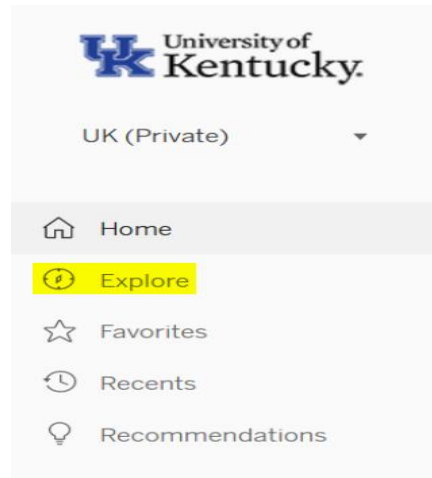 University of
Kentucky.
UK (Private)
Home
Explore
Favorites
Recents
Recommendations